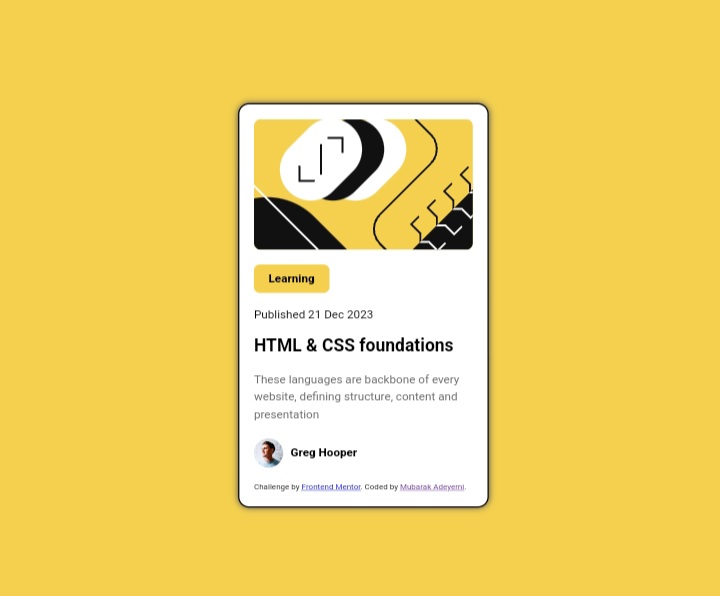 Learning
Published 21 Dec 2023
HTML & CSS foundations
These languages are backbone of every
website, defining structure, content and
presentation
Greg Hooper
Challenge by Frontend Mentor. Coded by Mubarak Adeyemi.